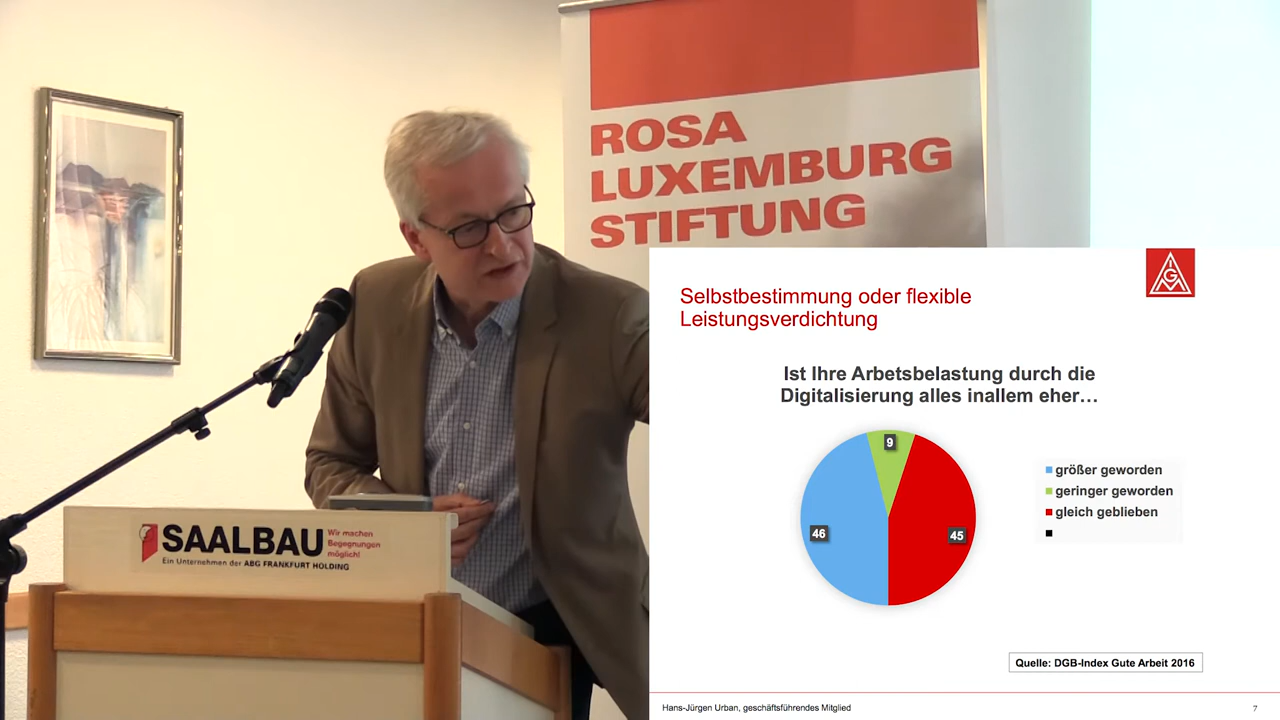 ROSA
LUXEMBURG
STIFTUNG
IGM
Selbstbestimmung oder flexible
Leistungsverdichtung
Ist Ihre Arbetsbelastung durch die
Digitalisierung alles inallem eher…
9
46
45
größer geworden
geringer geworden
gleich geblieben
Quelle: DGB-Index Gute Arbeit 2016
Hans-Jürgen Urban, geschäftsführendes Mitglied
7
SAALBAU
Wir machen
Begegnungen
möglich!
Ein Unternehmen der ABG FRANKFURT HOLDING